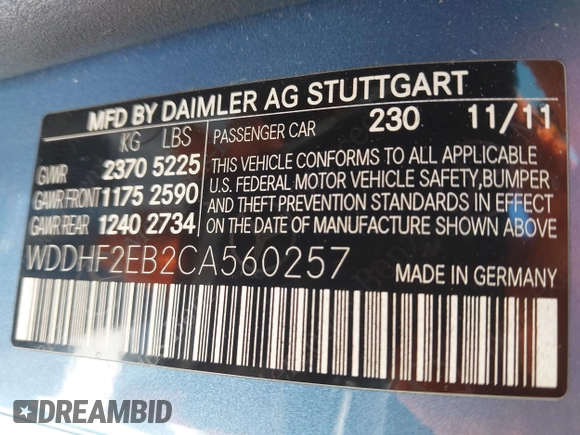 MFD BY DAIMLER AG STUTTGART
KG LBS
GWR 2370 5225
GAWR FRONT 1175 2590
GAWR REAR 1240 2734
PASSENGER CAR 230 11/11
THIS VEHICLE CONFORMS TO ALL APPLICABLE
U.S. FEDERAL MOTOR VEHICLE SAFETY,BUMPER
AND THEFT PREVENTION STANDARDS IN EFFECT
ON THE DATE OF MANUFACTURE SHOWN ABOVE
WDDHF2EB2CA560257
MADE IN GERMANY
DREAMBID